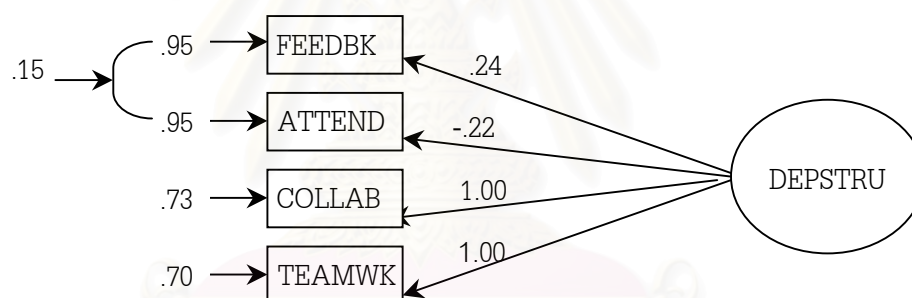 .95 FEEDBK
.24
.15
.95 ATTEND
-.22
DEPSTRU
.73 COLLAB
1.00
.70 TEAMWK
1.00